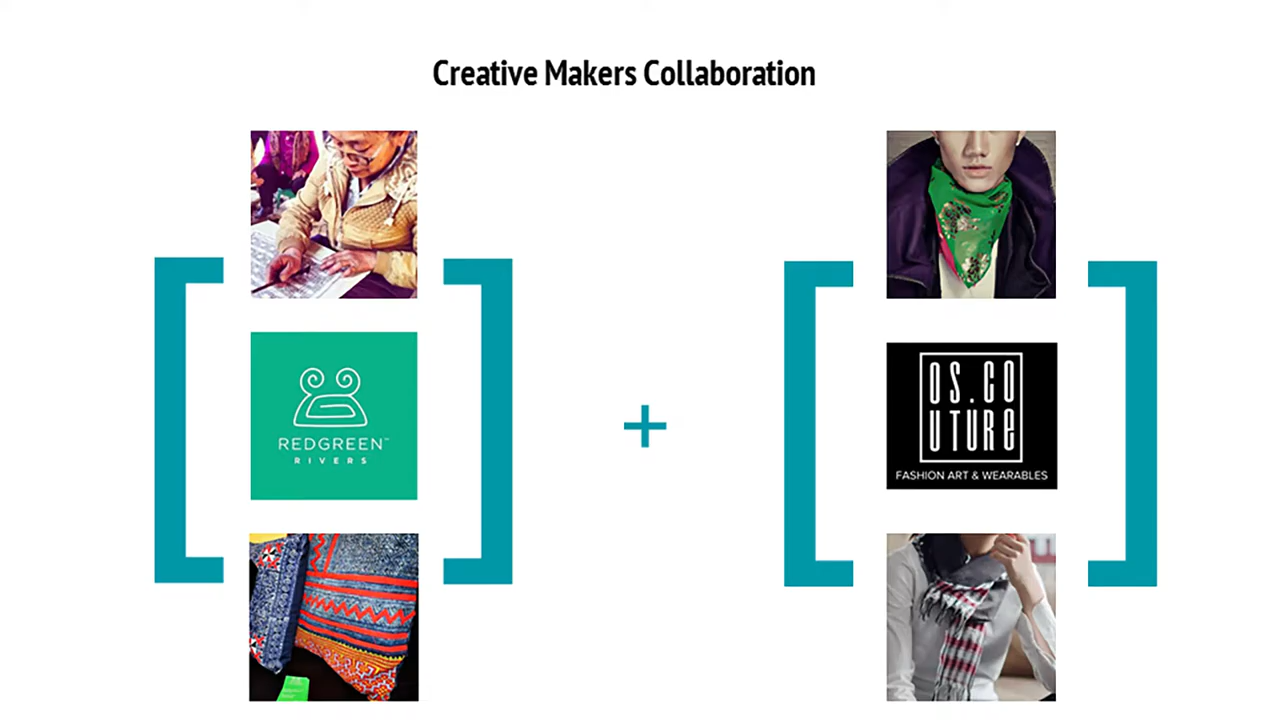 Creative Makers Collaboration
REDGREEN™
RIVERS
OS.CO
UTURE
FASHION ART & WEARABLES